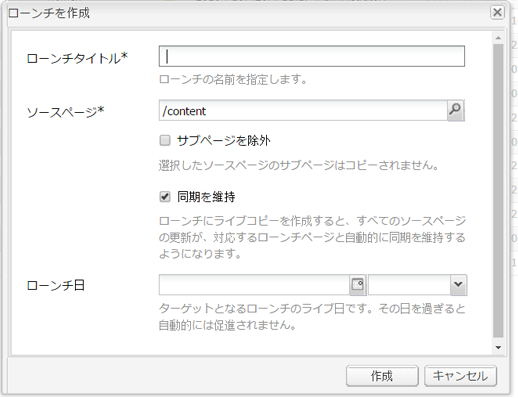 ローンチを作成
ローンチタイトル*
ローンチの名前を指定します。
ソースページ*
/content
サブページを除外
選択したソースページのサブページはコピーされません。
同期を維持
ローンチにライブコピーを作成すると、すべてのソースページ
の更新が、対応するローンチページと自動的に同期を維持する
ようになります。
ローンチ日
ターゲットとなるローンチのライブ日です。その日を過ぎると
自動的には促進されません。
作成
キャンセル